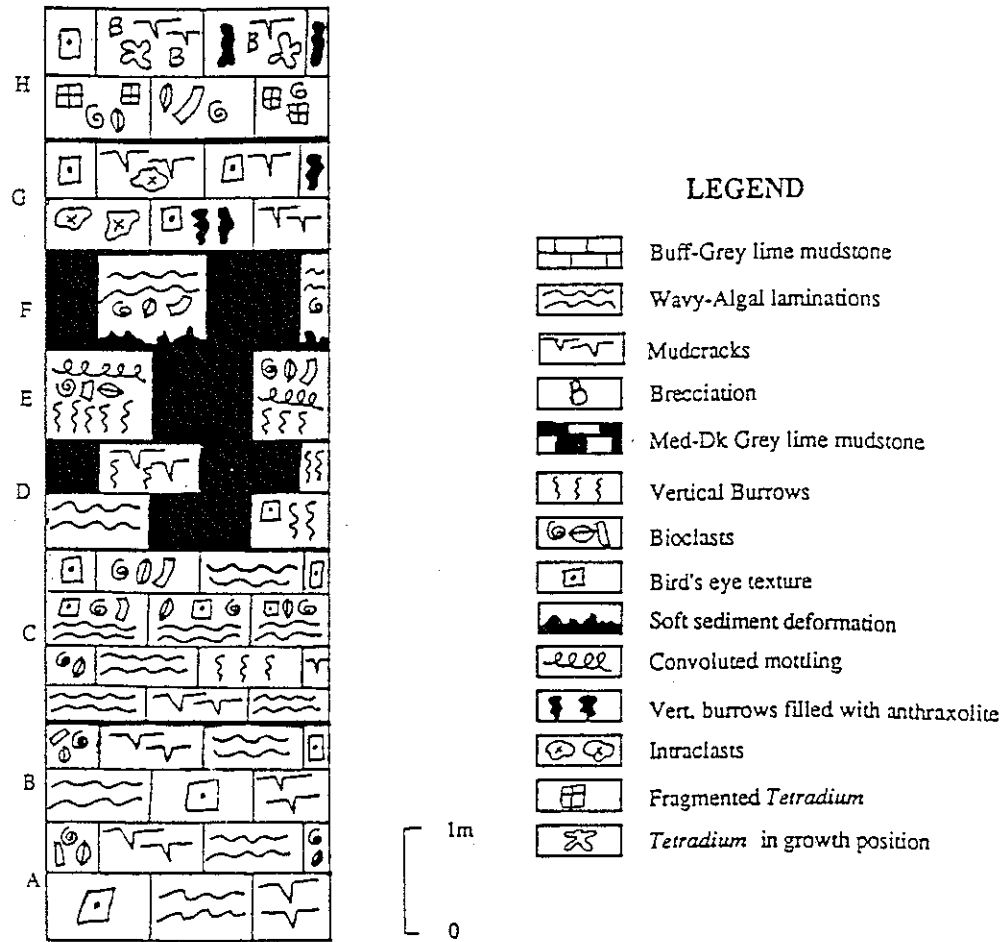 H
G
F
E
D
C
B
A
1m
0
LEGEND
Buff-Grey lime mudstone
Wavy-Algal laminations
Mudcracks
B
Brecciation
Med-Dk Grey lime mudstone
Vertical Burrows
Bioclasts
Bird's eye texture
Soft sediment deformation
Convoluted mottling
Vert. burrows filled with anthraxolite
Intraclasts
Fragmented Tetradium
Tetradium in growth position
B
B
B
B